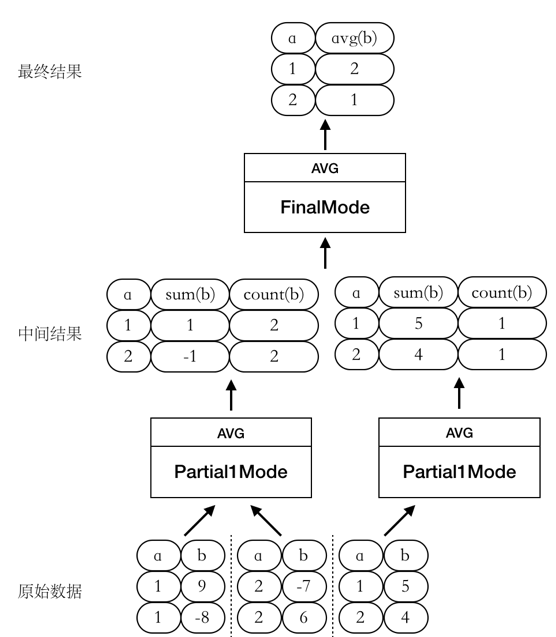 a avg(b)
最终结果
1 2
2 1
AVG
FinalMode
a sum(b) count(b)
a sum(b) count(b)
中间结果
1 1 2
1 5 1
2 -1 2
2 4 1
AVG
AVG
Partial1Mode
Partial1Mode
a b
a b
a b
原始数据
1 9
2 -7
1 5
1 -8
2 6
2 4